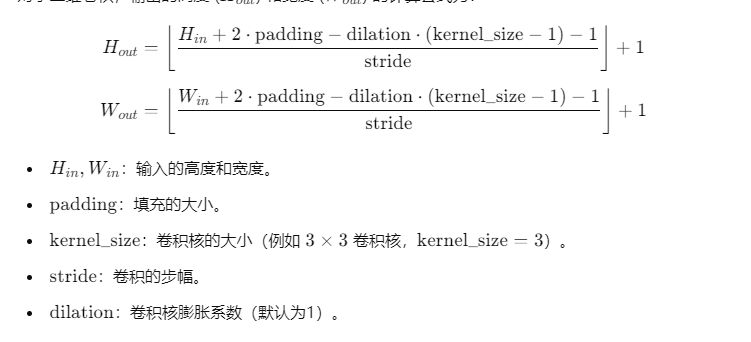 H_{out} = \left\lfloor \frac{H_{in} + 2 \cdot \text{padding} - \text{dilation} \cdot (\text{kernel\_size} - 1) - 1}{\text{stride}} \right\rfloor + 1
W_{out} = \left\lfloor \frac{W_{in} + 2 \cdot \text{padding} - \text{dilation} \cdot (\text{kernel\_size} - 1) - 1}{\text{stride}} \right\rfloor + 1
• H_{in}, W_{in}：输入的高度和宽度。
• padding：填充的大小。
• kernel_size：卷积核的大小（例如 3 × 3 卷积核，kernel_size = 3）。
• stride：卷积的步幅。
• dilation：卷积核膨胀系数（默认为1）。